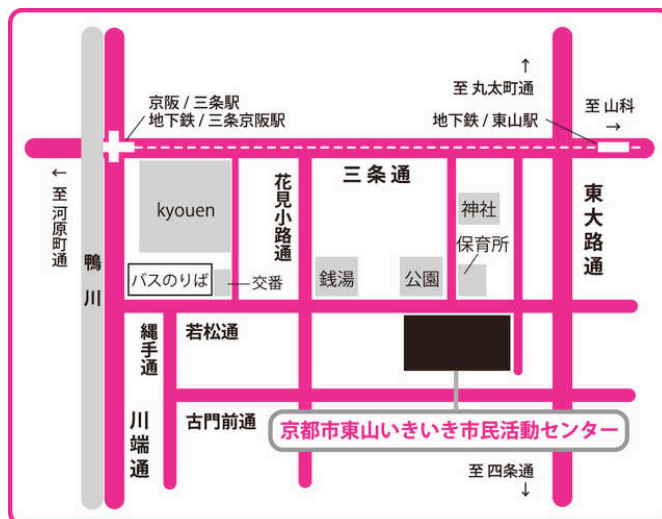 ↑
至 丸太町通
京阪 / 三条駅
地下鉄 / 三条京阪駅
地下鉄 / 東山駅
至 山科
→
三条通
←
至 河原町通
鴨川
kyouen
花見小路通
神社
保育所
東大路通
バスのりば
交番
銭湯
公園
縄手通
若松通
川端通
古門前通
京都市東山いきいき市民活動センター
至 四条通
↓